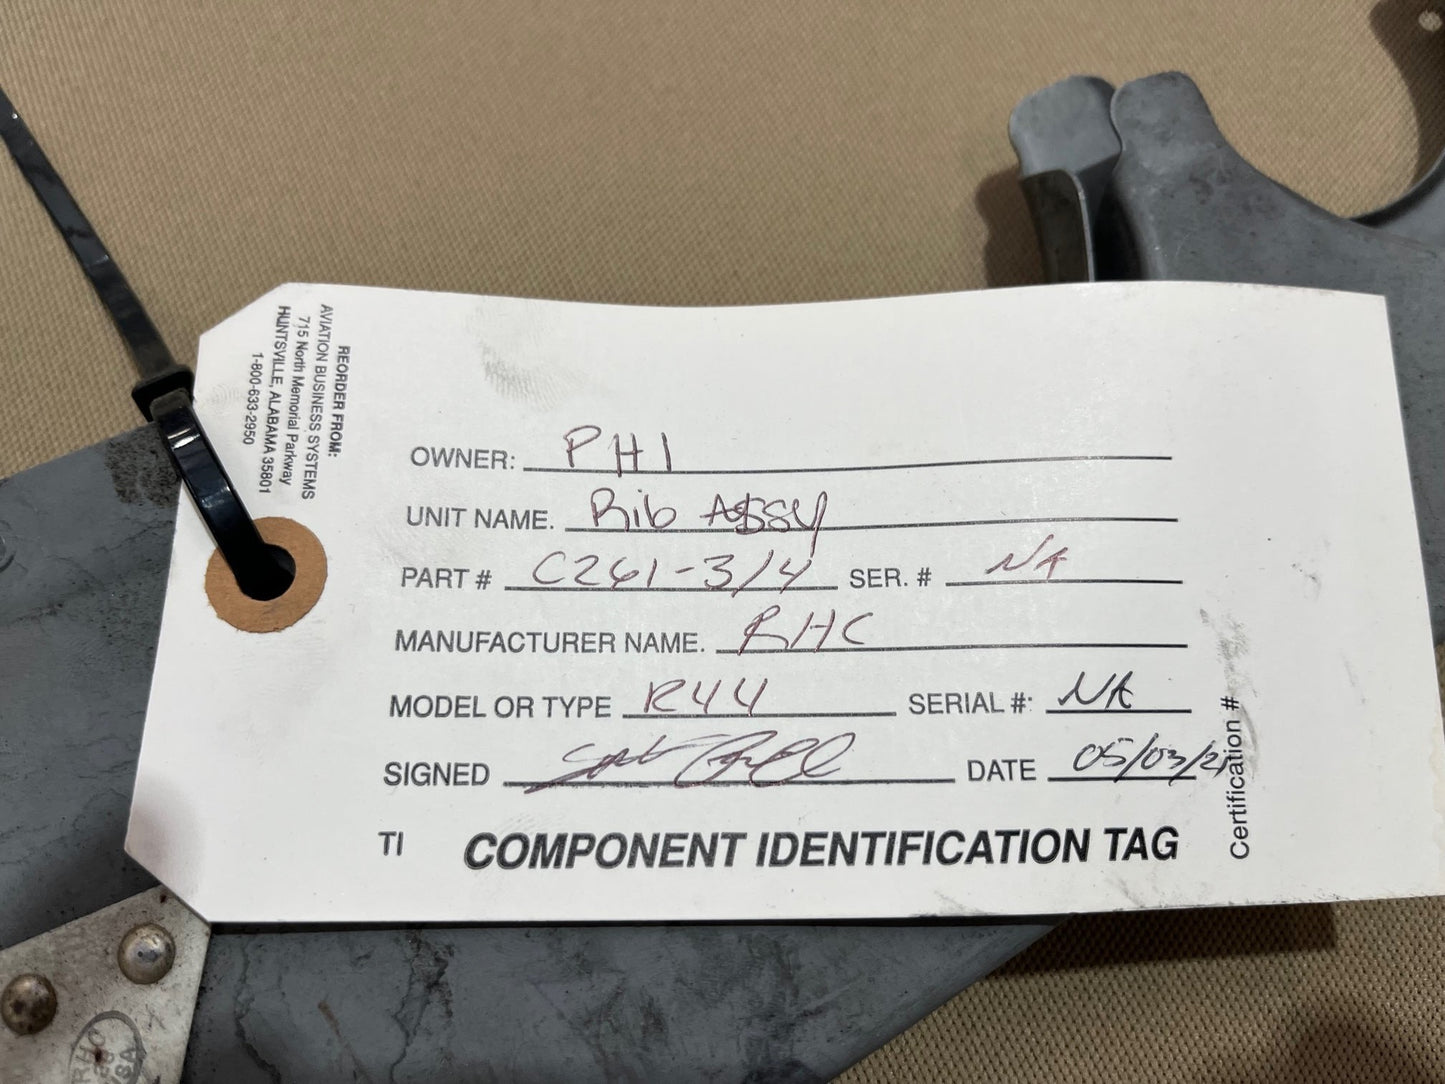 REORDER FROM:
AVIATION BUSINESS SYSTEMS
715 North Memorial Parkway
HUNTSVILLE, ALABAMA 35801
1-800-633-2950
OWNER: PHI
UNIT NAME. Rib ASSY
PART # C261-3/4 SER. # NA
MANUFACTURER NAME. RHC
MODEL OR TYPE R44 SERIAL #: NA
SIGNED
DATE 05/03/21
TI COMPONENT IDENTIFICATION TAG
Certification #